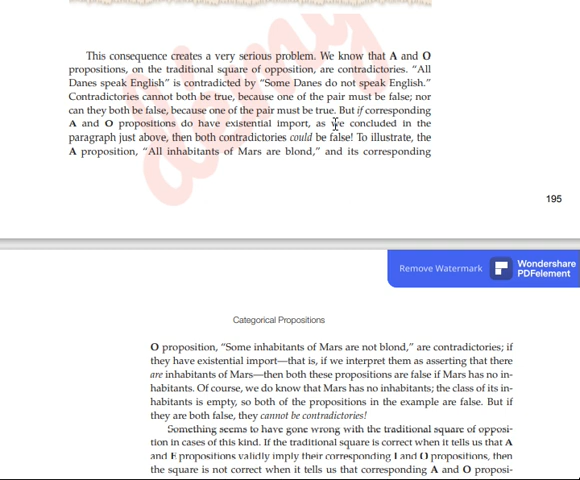 This consequence creates a very serious problem. We know that A and O
propositions, on the traditional square of opposition, are contradictories. “All
Danes speak English” is contradicted by “Some Danes do not speak English.”
Contradictories cannot both be true, because one of the pair must be false; nor
can they both be false, because one of the pair must be true. But if corresponding
A and O propositions do have existential import, as we concluded in the
paragraph just above, then both contradictories could be false! To illustrate, the
A proposition, “All inhabitants of Mars are blond,” and its corresponding
195
Remove Watermark
Wondershare
PDFelement
Categorical Propositions
O proposition, “Some inhabitants of Mars are not blond,” are contradictories; if
they have existential import—that is, if we interpret them as asserting that there
are inhabitants of Mars—then both these propositions are false if Mars has no in-
habitants. Of course, we do know that Mars has no inhabitants; the class of its in-
habitants is empty, so both of the propositions in the example are false. But if
they are both false, they cannot be contradictories!
Something seems to have gone wrong with the traditional square of opposi-
tion in cases of this kind. If the traditional square is correct when it tells us that A
and E propositions validly imply their corresponding I and O propositions, then
the square is not correct when it tells us that corresponding A and O proposi-